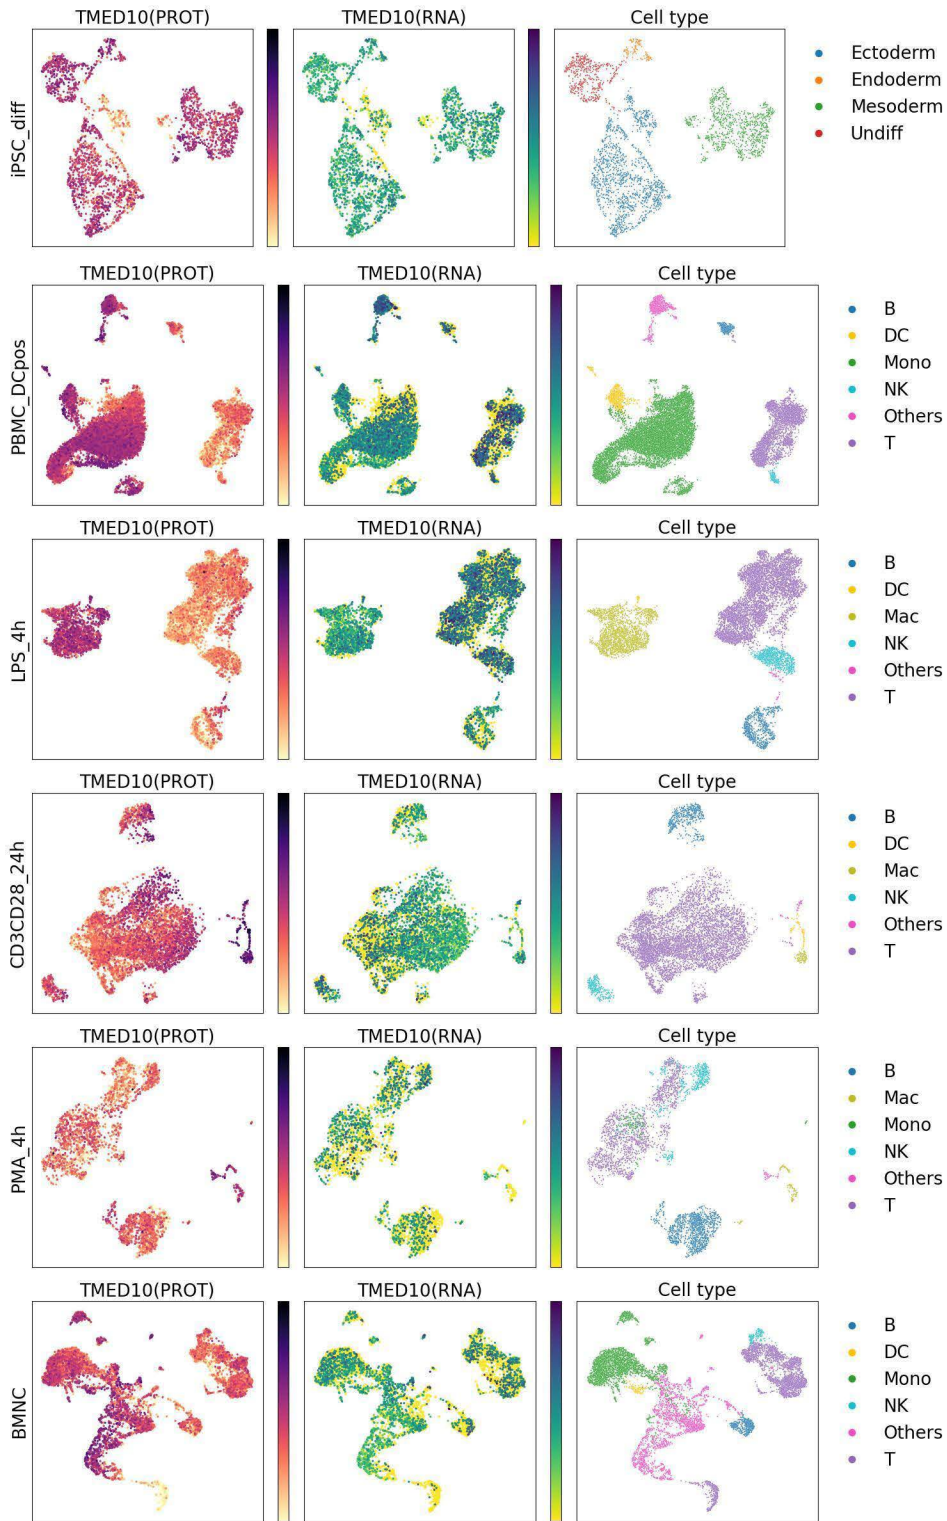 TMED10(PROT) TMED10(RNA) Cell type
iPSC_diff
Ectoderm
Endoderm
Mesoderm
Undiff
TMED10(PROT) TMED10(RNA) Cell type
PBMC_DCpos
B
DC
Mono
NK
Others
T
TMED10(PROT) TMED10(RNA) Cell type
LPS_4h
B
DC
Mac
NK
Others
T
TMED10(PROT) TMED10(RNA) Cell type
CD3CD28_24h
B
DC
Mac
NK
Others
T
TMED10(PROT) TMED10(RNA) Cell type
PMA_4h
B
Mac
Mono
NK
Others
T
TMED10(PROT) TMED10(RNA) Cell type
BMNC
B
DC
Mono
NK
Others
T